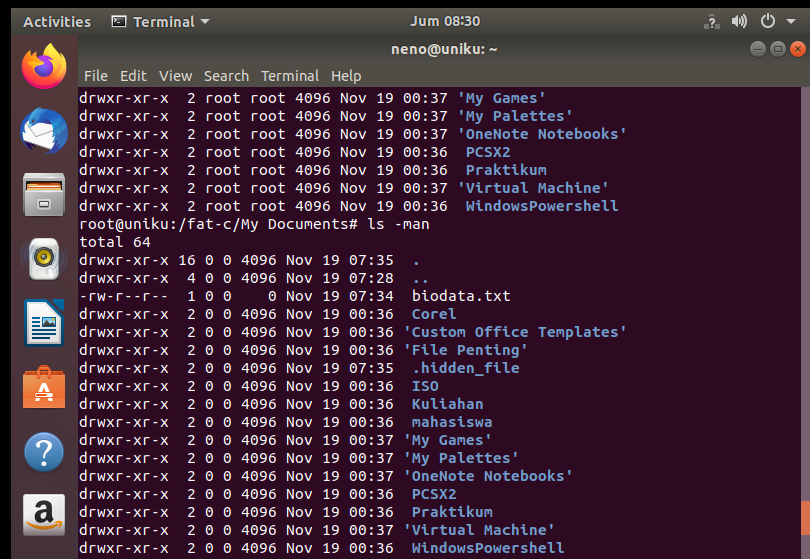 Activities Terminal Jum 08:30
neno@uniku: ~
File Edit View Search Terminal Help
drwxr-xr-x  2 root root 4096 Nov 19 00:37 'My Games'
drwxr-xr-x  2 root root 4096 Nov 19 00:37 'My Palettes'
drwxr-xr-x  2 root root 4096 Nov 19 00:37 'OneNote Notebooks'
drwxr-xr-x  2 root root 4096 Nov 19 00:36  PCSX2
drwxr-xr-x  2 root root 4096 Nov 19 00:36  Praktikum
drwxr-xr-x  2 root root 4096 Nov 19 00:37 'Virtual Machine'
drwxr-xr-x  2 root root 4096 Nov 19 00:36  WindowsPowershell
root@uniku:/fat-c/My Documents# ls -man
total 64
drwxr-xr-x 16 0 0 4096 Nov 19 07:35  .
drwxr-xr-x  4 0 0 4096 Nov 19 07:28  ..
-rw-r--r--  1 0 0    0 Nov 19 07:34  biodata.txt
drwxr-xr-x  2 0 0 4096 Nov 19 00:36  Corel
drwxr-xr-x  2 0 0 4096 Nov 19 00:36 'Custom Office Templates'
drwxr-xr-x  2 0 0 4096 Nov 19 00:36 'File Penting'
drwxr-xr-x  2 0 0 4096 Nov 19 07:35  .hidden_file
drwxr-xr-x  2 0 0 4096 Nov 19 00:36  ISO
drwxr-xr-x  2 0 0 4096 Nov 19 00:36  Kuliahan
drwxr-xr-x  2 0 0 4096 Nov 19 00:36  mahasiswa
drwxr-xr-x  2 0 0 4096 Nov 19 00:37 'My Games'
drwxr-xr-x  2 0 0 4096 Nov 19 00:37 'My Palettes'
drwxr-xr-x  2 0 0 4096 Nov 19 00:37 'OneNote Notebooks'
drwxr-xr-x  2 0 0 4096 Nov 19 00:36  PCSX2
drwxr-xr-x  2 0 0 4096 Nov 19 00:36  Praktikum
drwxr-xr-x  2 0 0 4096 Nov 19 00:37 'Virtual Machine'
drwxr-xr-x  2 0 0 4096 Nov 19 00:36  WindowsPowershell